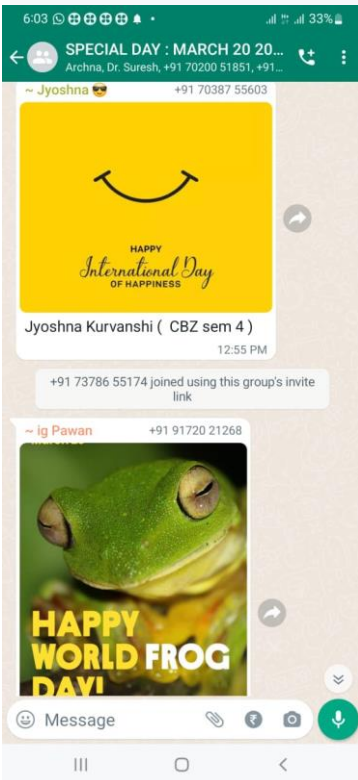 6:03
33%
SPECIAL DAY : MARCH 20 20...
Archna, Dr. Suresh, +91 70200 51851, +91...
~ Jyoshna 😎 +91 70387 55603
HAPPY
International Day
OF HAPPINESS
Jyoshna Kurvanshi ( CBZ sem 4 )
12:55 PM
+91 73786 55174 joined using this group's invite
link
~ ig Pawan +91 91720 21268
HAPPY
WORLD FROG
DAY!
Message